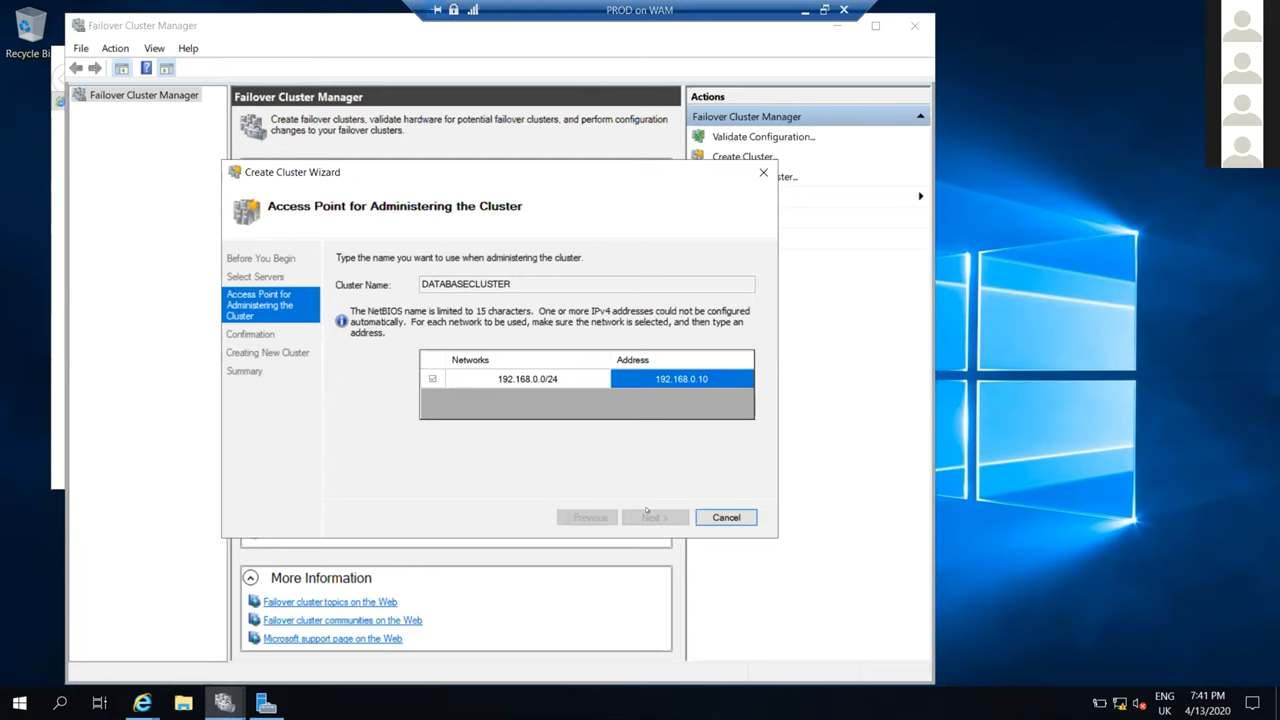 PROD on WAM
Recycle Bi
Failover Cluster Manager
File Action View Help
Failover Cluster Manager
Failover Cluster Manager
Create failover clusters, validate hardware for potential failover clusters, and perform configuration
changes to your failover clusters.
Actions
Failover Cluster Manager
Validate Configuration...
Create Cluster...
ster...
Create Cluster Wizard
Access Point for Administering the Cluster
Before You Begin
Select Servers
Access Point for
Administering the
Cluster
Confirmation
Creating New Cluster
Summary
Type the name you want to use when administering the cluster.
Cluster Name: DATABASECLUSTER
The NetBIOS name is limited to 15 characters. One or more IPv4 addresses could not be configured
automatically. For each network to be used, make sure the network is selected, and then type an
address.
Networks Address
192.168.0.0/24 192.168.0.10
Previous Next > Cancel
More Information
Failover cluster topics on the Web
Failover cluster communities on the Web
Microsoft support page on the Web
ENG
UK
7:41 PM
4/13/2020